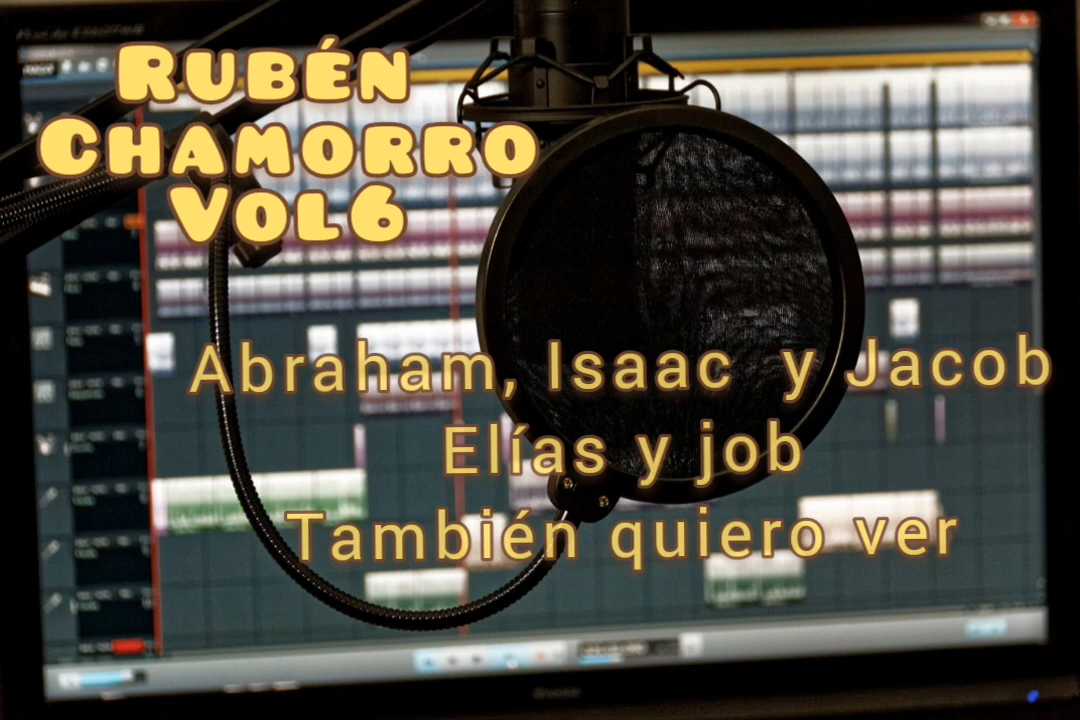 Rubén
Chamorro
Vol6
Abraham, Isaac y Jacob
Elías y job
También quiero ver